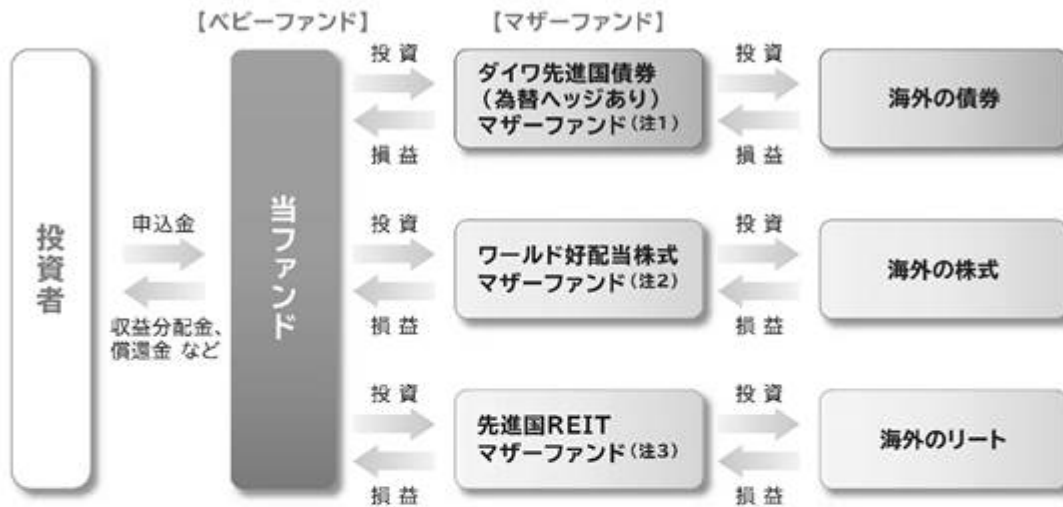 【ベビーファンド】
【マザーファンド】
投資者
申込金
収益分配金、
償還金 など
当ファンド
投 資
損 益
ダイワ先進国債券
(為替ヘッジあり)
マザーファンド(注1)
投 資
損 益
海外の債券
投 資
損 益
ワールド好配当株式
マザーファンド(注2)
投 資
損 益
海外の株式
投 資
損 益
先進国REIT
マザーファンド(注3)
投 資
損 益
海外のリート